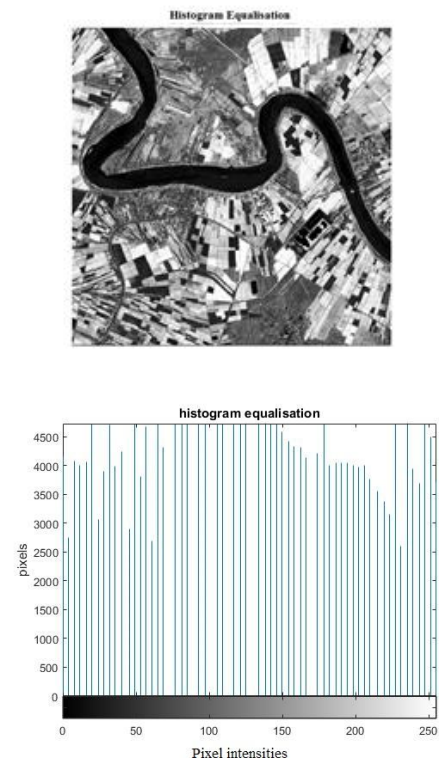 Histogram Equalisation
histogram equalisation
4500
4000
3500
3000
2500
2000
1500
1000
500
0
pixels
0 50 100 150 200 250
Pixel intensities